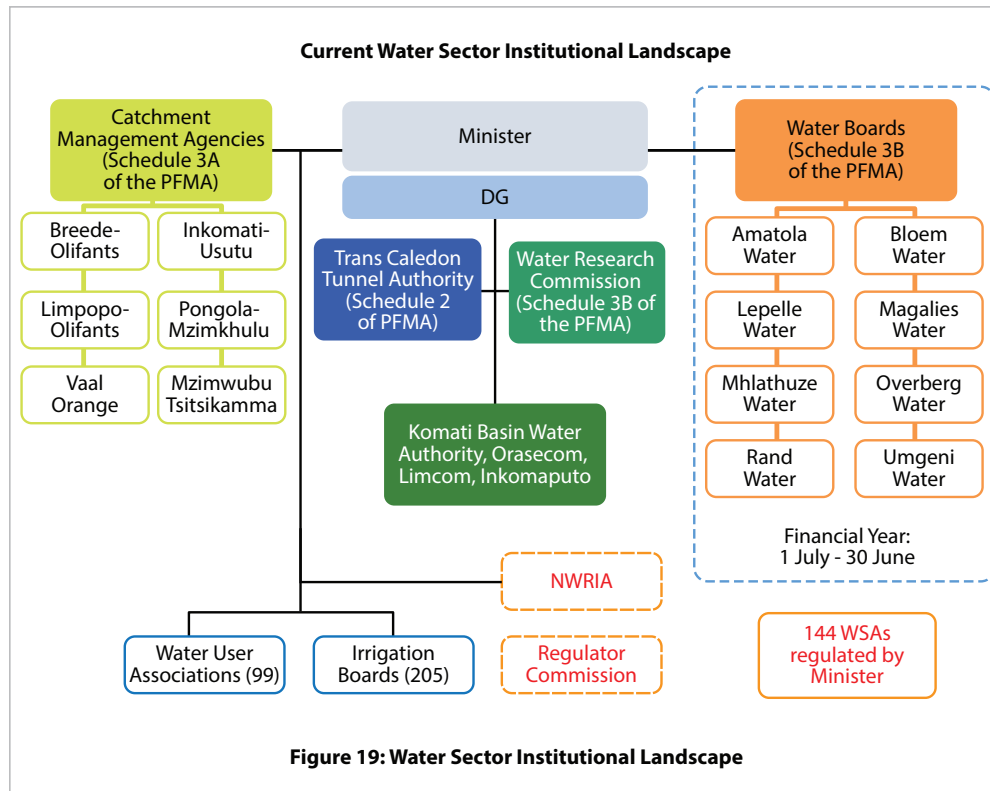 Current Water Sector Institutional Landscape
Catchment
Management Agencies
(Schedule 3A
of the PFMA)
Minister
Water Boards
(Schedule 3B
of the PFMA)
DG
Breede-
Olifants
Inkomati-
Usutu
Limpopo-
Olifants
Pongola-
Mzimkhulu
Vaal
Orange
Mzimwubu
Tsitsikamma
Trans Caledon
Tunnel Authority
(Schedule 2
of PFMA)
Water Research
Commission
(Schedule 3B of
the PFMA)
Komati Basin Water
Authority, Orasecom,
Limcom, Inkomaputo
Amatola
Water
Bloem
Water
Lepelle
Water
Magalies
Water
Mhlathuze
Water
Overberg
Water
Rand
Water
Umgeni
Water
Financial Year:
1 July - 30 June
NWRIA
Water User
Associations (99)
Irrigation
Boards (205)
Regulator
Commission
144 WSAs
regulated by
Minister
Figure 19: Water Sector Institutional Landscape